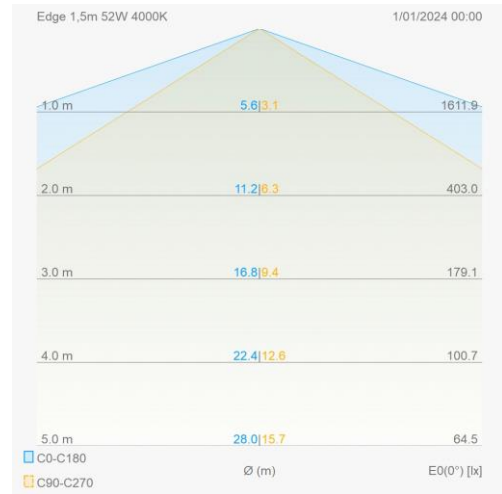 Edge 1,5m 52W 4000K 1/01/2024 00:00
1.0 m 5.6|3.1 1611.9
2.0 m 11.2|6.3 403.0
3.0 m 16.8|9.4 179.1
4.0 m 22.4|12.6 100.7
5.0 m 28.0|15.7 64.5
C0-C180
Ø (m) E0(0°) [lx]
C90-C270